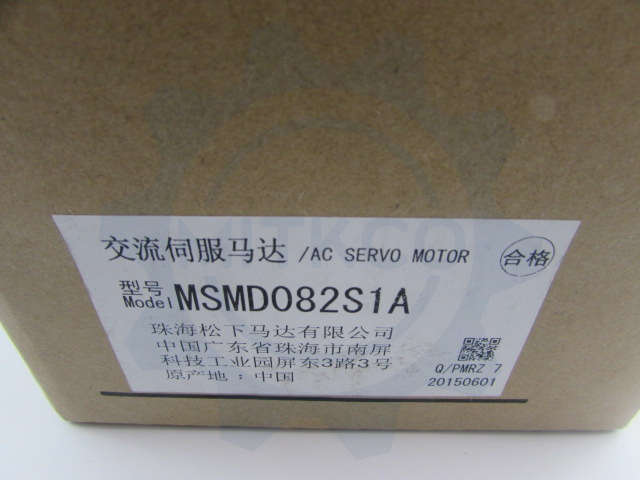 交流伺服马达 /AC SERVO MOTOR
合格
型号
Model MSMD082S1A
珠海松下马达有限公司
中国广东省珠海市南屏
科技工业园屏东3路3号
原产地：中国
Q/PMRZ 7
20150601